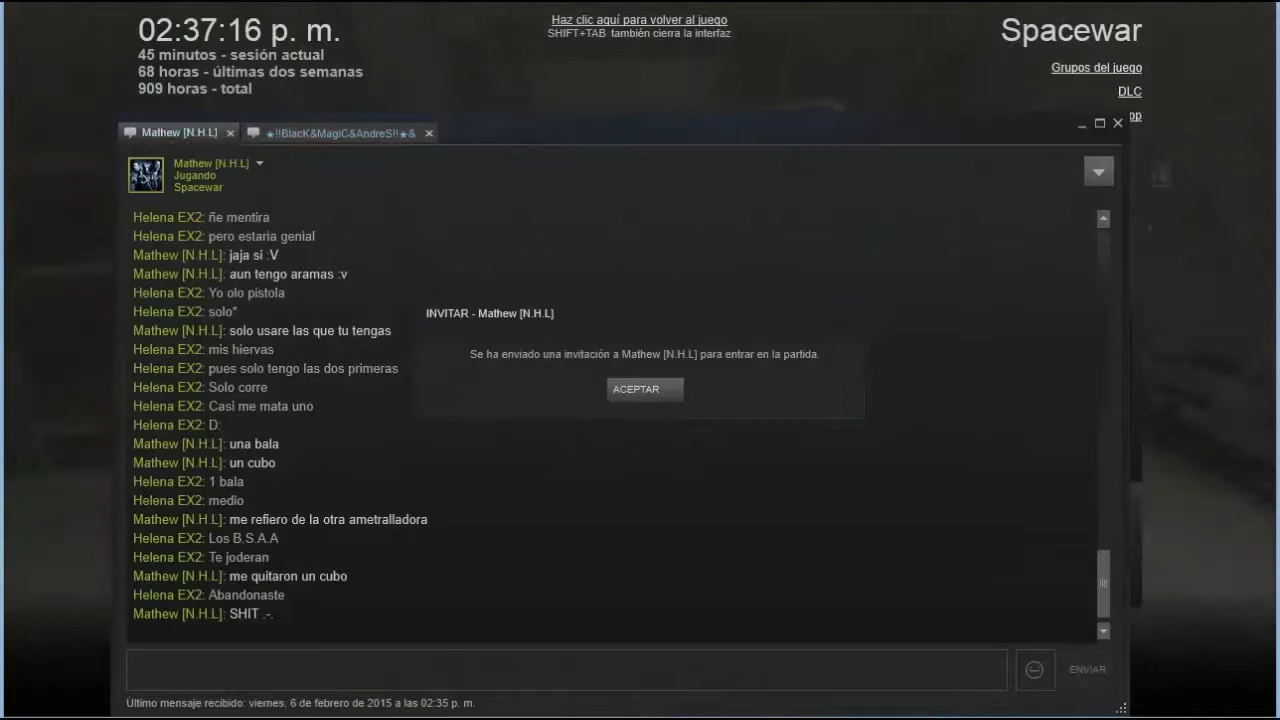 02:37:16 p. m.
45 minutos - sesión actual
68 horas - últimas dos semanas
909 horas - total
Haz clic aquí para volver al juego
SHIFT+TAB también cierra la interfaz
Spacewar
Grupos del juego
DLC
op
Mathew [N.H.L]
★!!BlacK&MagiC&AndreS!!★&
Mathew [N.H.L]
Jugando
Spacewar
Helena EX2: ñe mentira
Helena EX2: pero estaria genial
Mathew [N.H.L]: jaja si :V
Mathew [N.H.L]: aun tengo aramas :v
Helena EX2: Yo olo pistola
Helena EX2: solo*
Mathew [N.H.L]: solo usare las que tu tengas
Helena EX2: mis hiervas
Helena EX2: pues solo tengo las dos primeras
Helena EX2: Solo corre
Helena EX2: Casi me mata uno
Helena EX2: D:
Mathew [N.H.L]: una bala
Mathew [N.H.L]: un cubo
Helena EX2: 1 bala
Helena EX2: medio
Mathew [N.H.L]: me refiero de la otra ametralladora
Helena EX2: Los B.S.A.A
Helena EX2: Te joderan
Mathew [N.H.L]: me quitaron un cubo
Helena EX2: Abandonaste
Mathew [N.H.L]: SHIT .-.
INVITAR - Mathew [N.H.L]
Se ha enviado una invitación a Mathew [N.H.L] para entrar en la partida.
ACEPTAR
ENVIAR
Último mensaje recibido: viernes, 6 de febrero de 2015 a las 02:35 p. m.